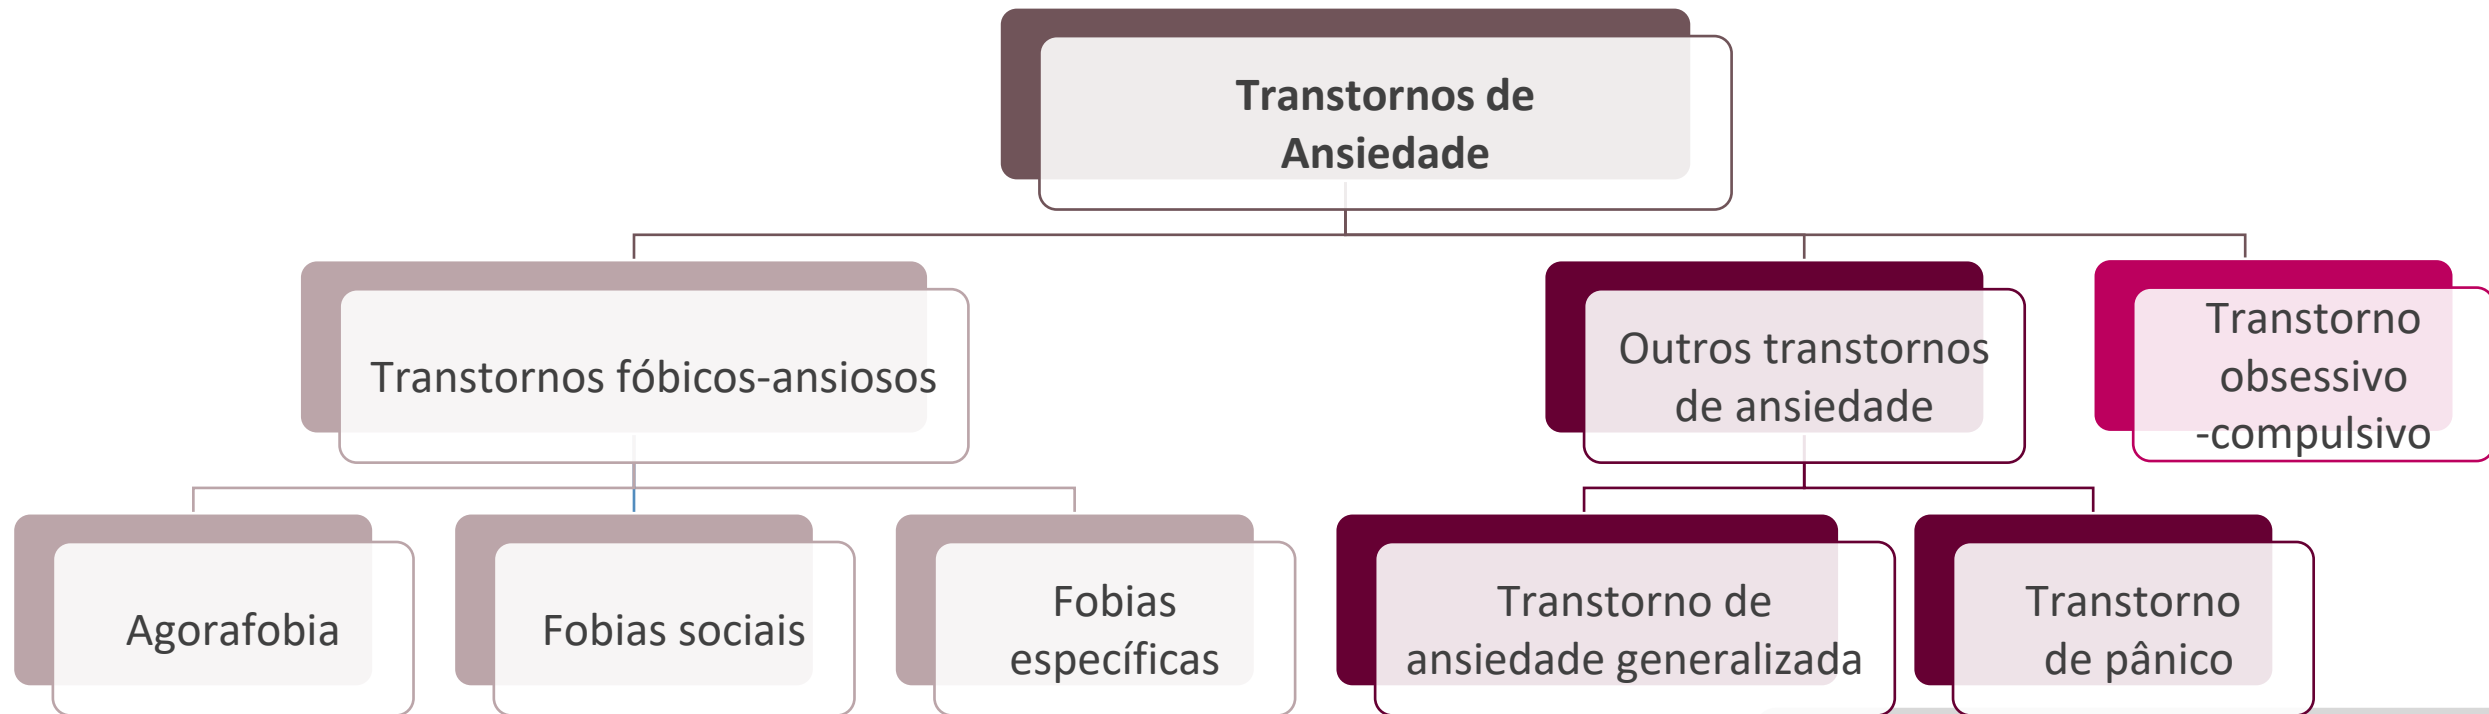 Transtornos de
Ansiedade
Transtornos fóbicos-ansiosos
Outros transtornos
de ansiedade
Transtorno
obsessivo
-compulsivo
Agorafobia
Fobias sociais
Fobias
específicas
Transtorno de
ansiedade generalizada
Transtorno
de pânico